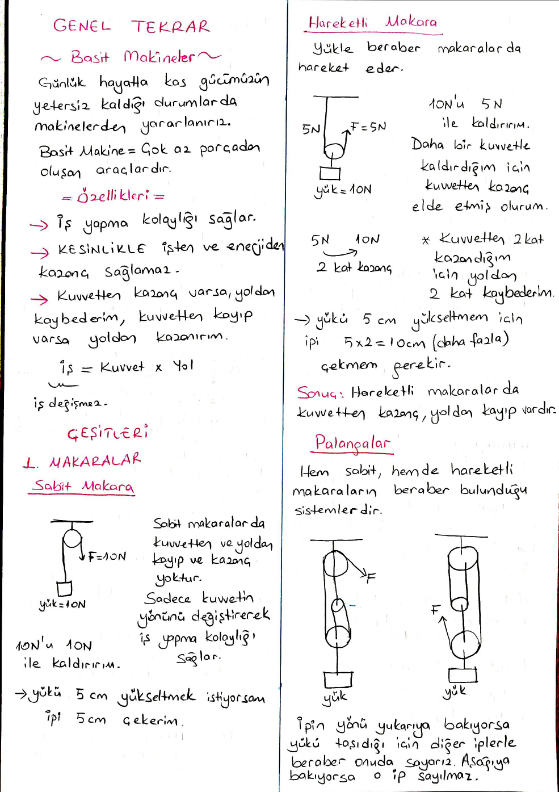 GENEL TEKRAR
~ Basit Makineler ~
Günlük hayatta kas gücümüzün
yetersiz kaldığı durumlarda
makinelerden yararlanırız.
Basit Makine = Çok az parçadan
oluşan araçlardır.
= Özellikleri =
→ İş yapma kolaylığı sağlar.
→ KESİNLİKLE işten ve enerjiden
kazanç sağlamaz.
→ Kuvvetten kazanç varsa, yoldan
kaybederim, kuvvetten kayıp
varsa yoldan kazanırım.
iş = Kuvvet x Yol
iş değişmez.
ÇEŞİTLERİ
1. MAKARALAR
Sabit Makara
F=10N
yük=10N
Sabit makaralarda
kuvvetten ve yoldan
kayıp ve kazanç
yoktur.
Sadece kuvvetin
yönünü değiştirerek
iş yapma kolaylığı
sağlar.
10N'u 10N
ile kaldırırım.
→ yükü 5 cm yükseltmek istiyorsam
ipi 5cm çekerim.
Hareketli Makara
Yükle beraber makaralarda
hareket eder.
5N
F=5N
yük=10N
10N'u 5N
ile kaldırırım.
Daha bir kuvvetle
kaldırdığım için
kuvvetten kazanç
elde etmiş olurum.
5N 10N
2 kat kazanç
* Kuvvetten 2 kat
kazandığım
için yoldan
2 kat kaybederim.
→ yükü 5 cm yükseltmem için
ipi 5x2=10cm (daha fazla)
çekmem gerekir.
Sonuç: Hareketli makaralarda
kuvvetten kazanç, yoldan kayıp vardır.
Palangalar
Hem sabit, hemde hareketli
makaraların beraber bulunduğu
sistemlerdir.
F
yük
F
yük
İpin yönü yukarıya bakıyorsa
yükü taşıdığı için diğer iplerle
beraber onuda sayarız. Aşağıya
bakıyorsa o ip sayılmaz.